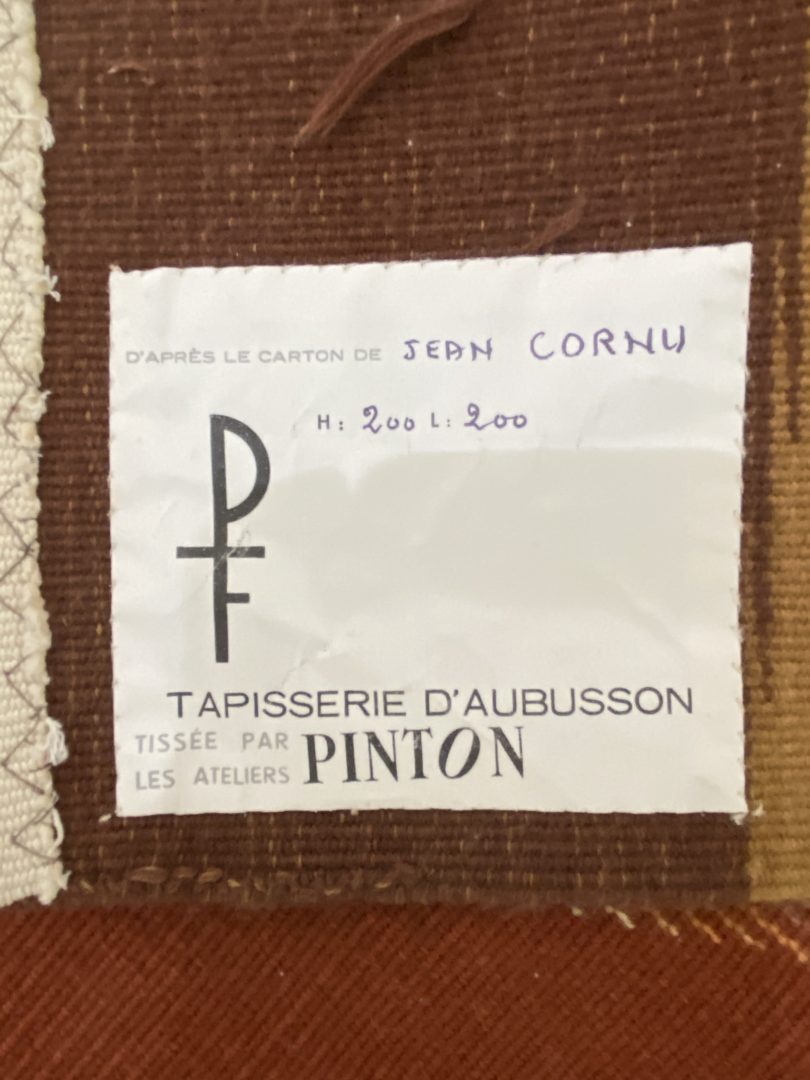 D'APRÈS LE CARTON DE JEAN CORNU
H: 200 L: 200
PF
TAPISSERIE D'AUBUSSON
TISSÉE PAR
LES ATELIERS PINTON